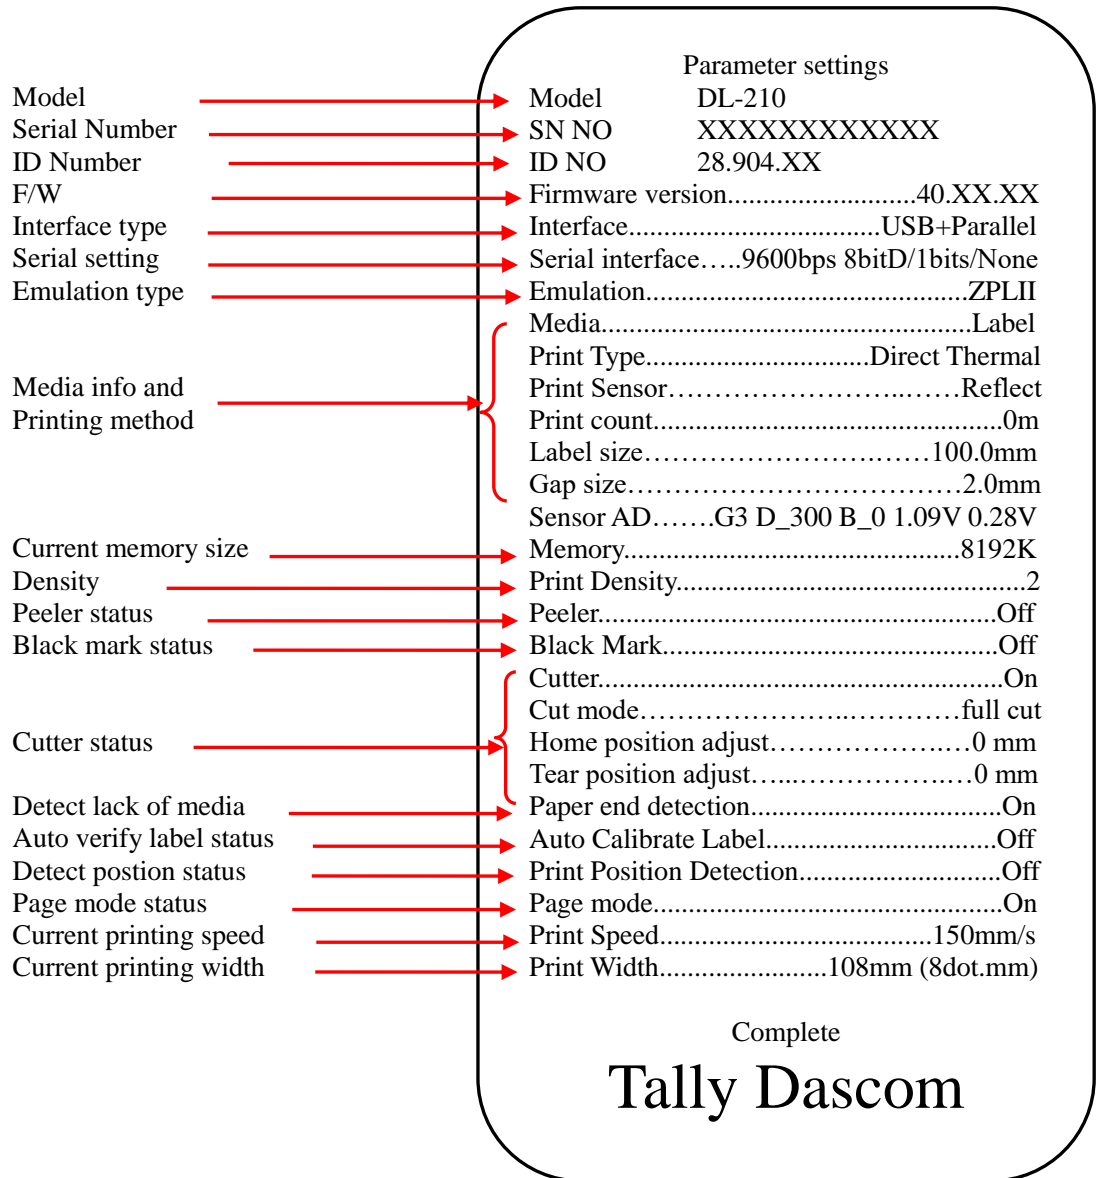 Parameter settings
Model Model DL-210
Serial Number SN NO XXXXXXXXXXXX
ID Number ID NO 28.904.XX
F/W Firmware version.........................40.XX.XX
Interface type Interface.................................USB+Parallel
Serial setting Serial interface…..9600bps 8bitD/1bits/None
Emulation type Emulation...........................................ZPLII
Media.................................................Label
Print Type..............................Direct Thermal
Media info and Print Sensor……………………..…Reflect
Printing method Print count..............................................0m
Label size……………………..……100.0mm
Gap size……………………………2.0mm
Sensor AD…….G3 D_300 B_0 1.09V 0.28V
Current memory size Memory.............................................8192K
Density Print Density..............................................2
Peeler status Peeler.....................................................Off
Black mark status Black Mark.............................................Off
Cutter......................................................On
Cut mode…………………..…………full cut
Cutter status Home position adjust………………..…0 mm
Tear position adjust…...……………..…0 mm
Detect lack of media Paper end detection.................................On
Auto verify label status Auto Calibrate Label...............................Off
Detect postion status Print Position Detection...........................Off
Page mode status Page mode..............................................On
Current printing speed Print Speed....................................150mm/s
Current printing width Print Width......................108mm (8dot.mm)
Complete
Tally Dascom